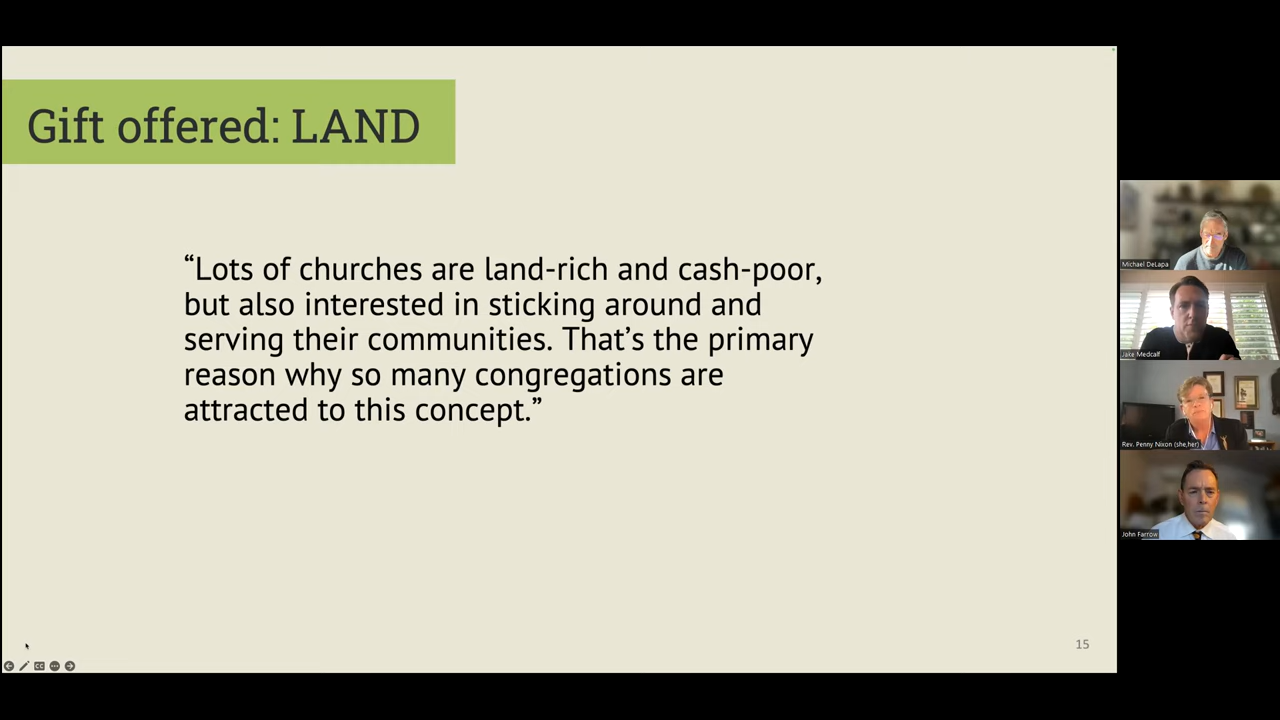 Gift offered: LAND
“Lots of churches are land-rich and cash-poor,
but also interested in sticking around and
serving their communities. That’s the primary
reason why so many congregations are
attracted to this concept.”
15
Michael DeLapa
Jake Medcalf
Rev. Penny Nixon (she,her)
John Farrow